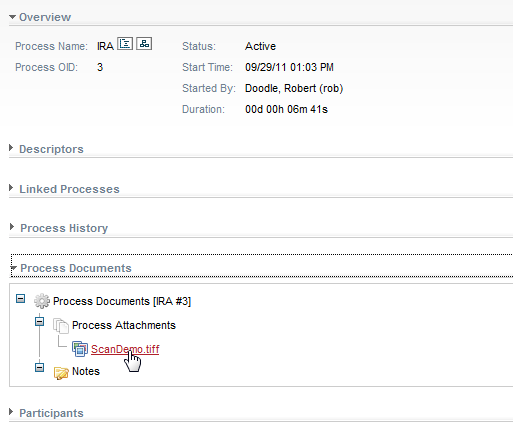 Overview
Process Name: IRA Status: Active
Process OID: 3 Start Time: 09/29/11 01:03 PM
Started By: Doodle, Robert (rob)
Duration: 00d 00h 06m 41s
Descriptors
Linked Processes
Process History
Process Documents
Process Documents [IRA #3]
Process Attachments
ScanDemo.tiff
Notes
Participants